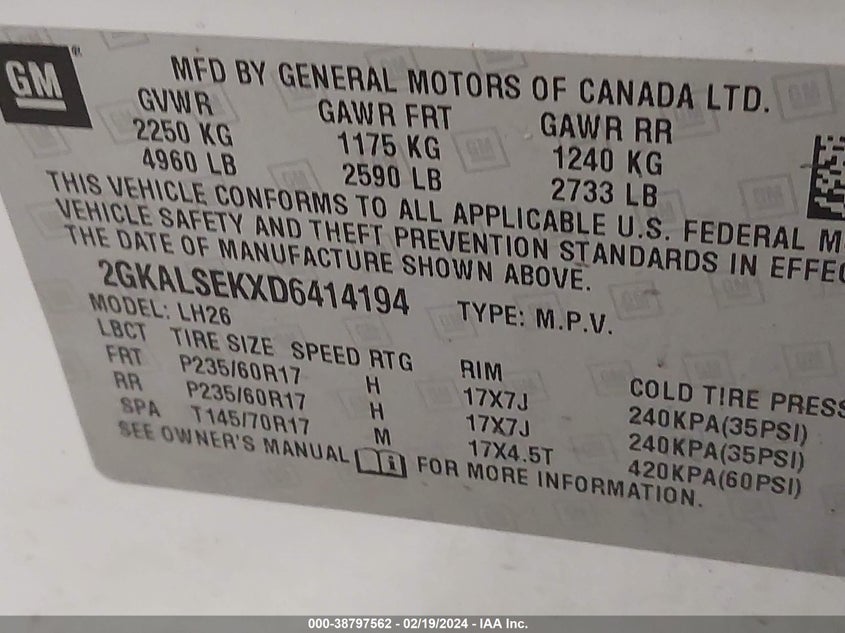 GM ®
MFD BY GENERAL MOTORS OF CANADA LTD.
GVWR GAWR FRT GAWR RR
2250 KG 1175 KG 1240 KG
4960 LB 2590 LB 2733 LB
THIS VEHICLE CONFORMS TO ALL APPLICABLE U.S. FEDERAL M
VEHICLE SAFETY AND THEFT PREVENTION STANDARDS IN EFFEC
THE DATE OF MANUFACTURE SHOWN ABOVE.
2GKALSEKXD6414194 TYPE: M.P.V.
MODEL: LH26
LBCT TIRE SIZE SPEED RTG RIM COLD TIRE PRESS
FRT P235/60R17 H 17X7J 240KPA(35PSI)
RR P235/60R17 H 17X7J 240KPA(35PSI)
SPA T145/70R17 M 17X4.5T 420KPA(60PSI)
SEE OWNER'S MANUAL i FOR MORE INFORMATION.
000-38797562 - 02/19/2024 - IAA Inc.